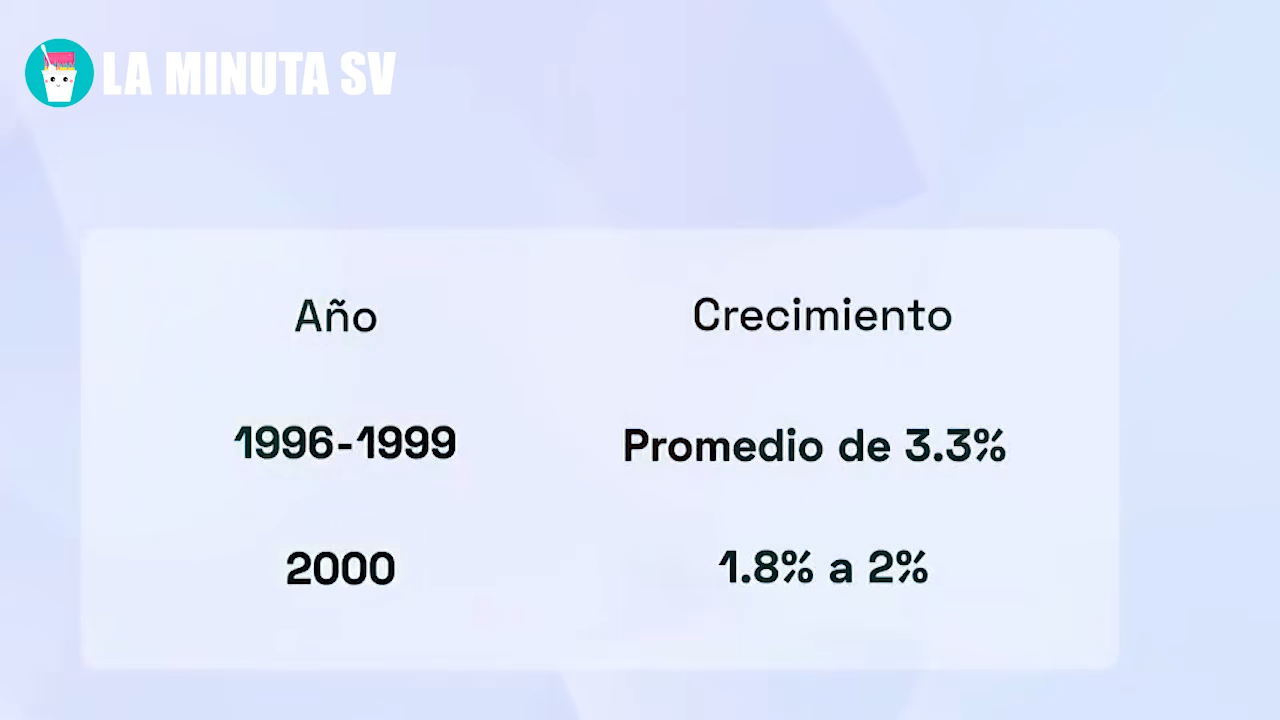 LA MINUTA SV
Año Crecimiento
1996-1999 Promedio de 3.3%
2000 1.8% a 2%